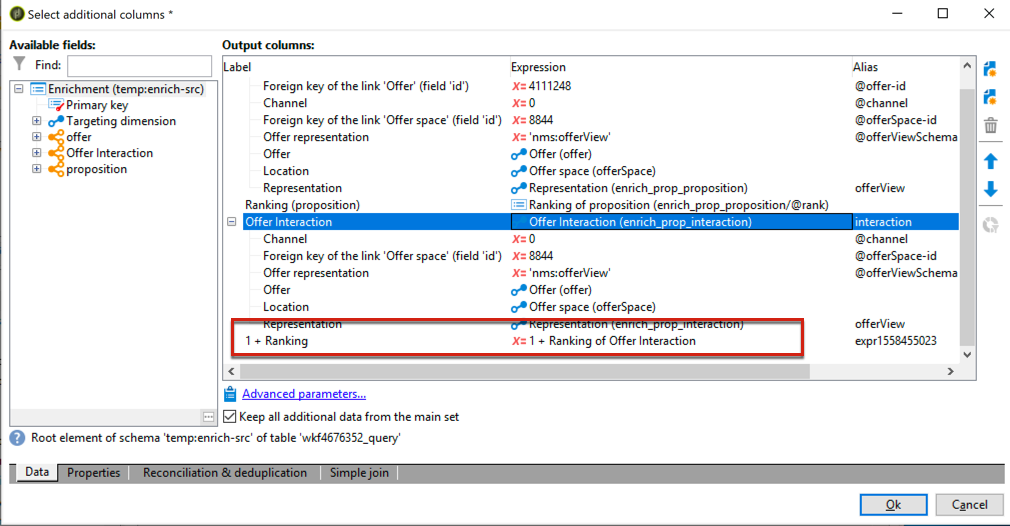 Select additional columns *
Available fields:
Find:
Enrichment (temp:enrich-src)
Primary key
Targeting dimension
offer
Offer Interaction
proposition
Output columns:
Label Expression Alias
Foreign key of the link 'Offer' (field 'id') X= 4111248 @offer-id
Channel X= 0 @channel
Foreign key of the link 'Offer space' (field 'id') X= 8844 @offerSpace-id
Offer representation X= 'nms:offerView' @offerViewSchema
Offer Offer (offer)
Location Offer space (offerSpace)
Representation Representation (enrich_prop_proposition) offerView
Ranking (proposition) Ranking of proposition (enrich_prop_proposition/@rank)
Offer Interaction Offer Interaction (enrich_prop_interaction) interaction
Channel X= 0 @channel
Foreign key of the link 'Offer space' (field 'id') X= 8844 @offerSpace-id
Offer representation X= 'nms:offerView' @offerViewSchema
Offer Offer (offer)
Location Offer space (offerSpace)
Representation Representation (enrich_prop_interaction) offerView
1 + Ranking X= 1 + Ranking of Offer Interaction expr1558455023
Advanced parameters...
Keep all additional data from the main set
Root element of schema 'temp:enrich-src' of table 'wkf4676352_query'
Data Properties Reconciliation & deduplication Simple join
Ok Cancel